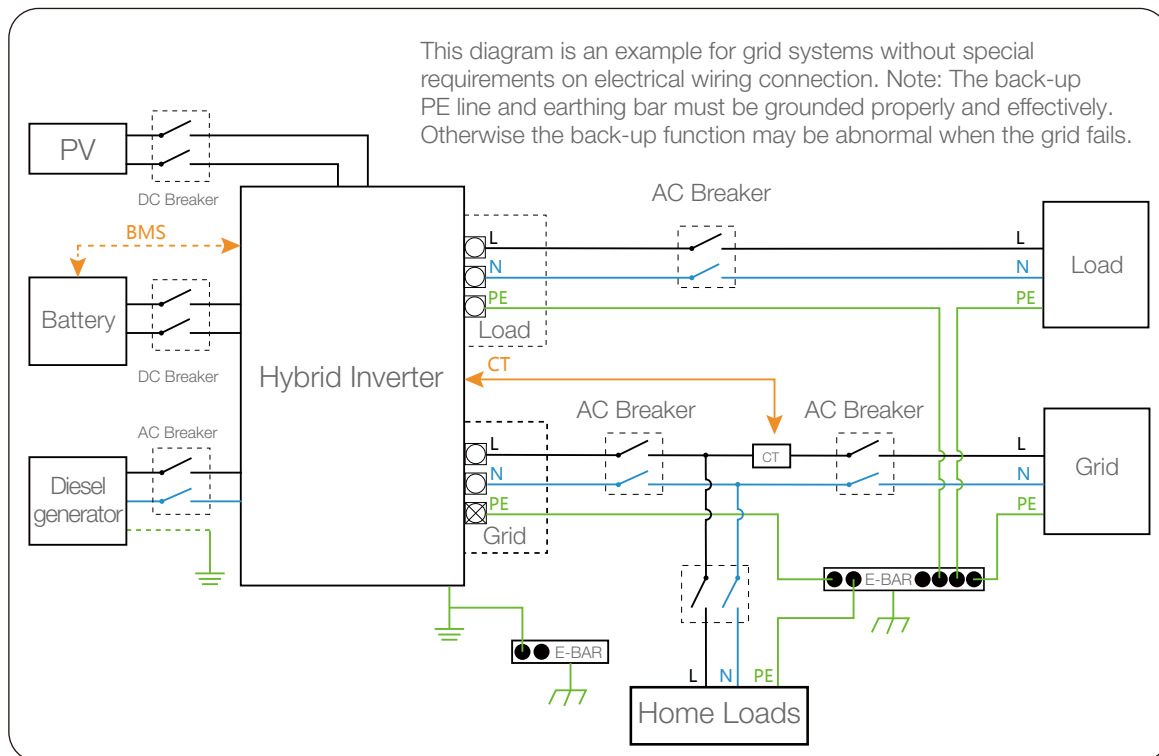 This diagram is an example for grid systems without special
requirements on electrical wiring connection. Note: The back-up
PE line and earthing bar must be grounded properly and effectively.
Otherwise the back-up function may be abnormal when the grid fails.
PV
DC Breaker
AC Breaker
BMS
L
L
N
N
PE
PE
Load
Load
Battery
DC Breaker
Hybrid Inverter
CT
AC Breaker
AC Breaker
AC Breaker
L
CT
L
N
N
PE
PE
Grid
Grid
Diesel
generator
E-BAR
E-BAR
L
N
PE
Home Loads